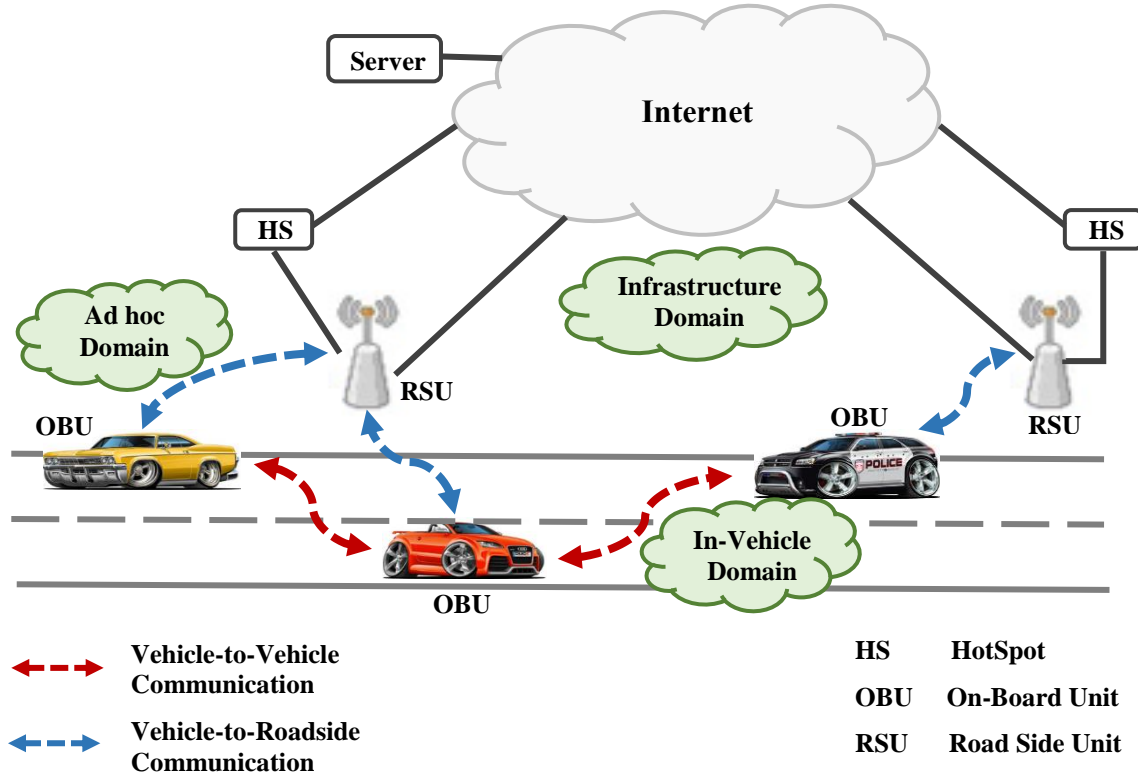 Server
Internet
HS
HS
Ad hoc
Domain
Infrastructure
Domain
RSU
OBU
OBU
RSU
POLICE
In-Vehicle
Domain
OBU
Vehicle-to-Vehicle
Communication
Vehicle-to-Roadside
Communication
HS HotSpot
OBU On-Board Unit
RSU Road Side Unit